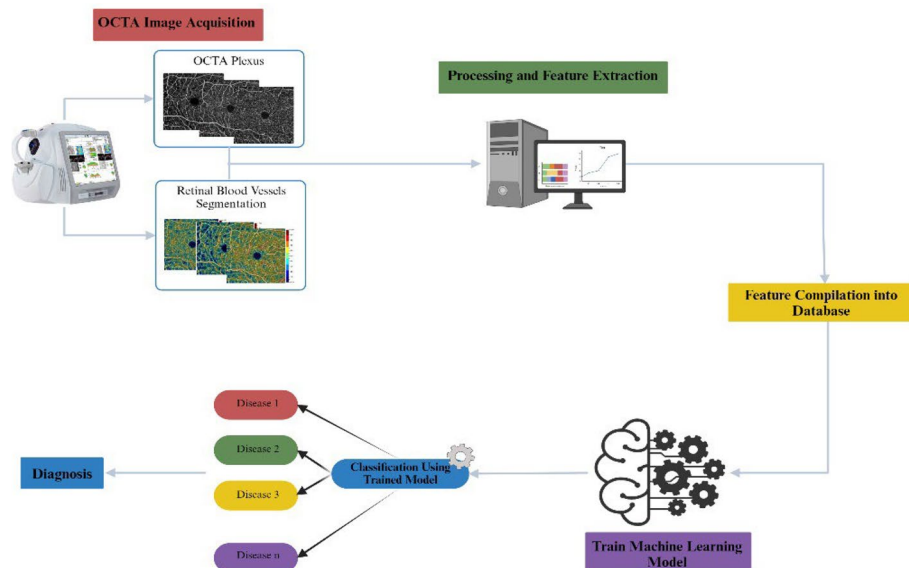 OCTA Image Acquisition
OCTA Plexus
Retinal Blood Vessels
Segmentation
Processing and Feature Extraction
Feature Compilation into
Database
Train Machine Learning
Model
Classification Using
Trained Model
Disease 1
Disease 2
Disease 3
Disease n
Diagnosis